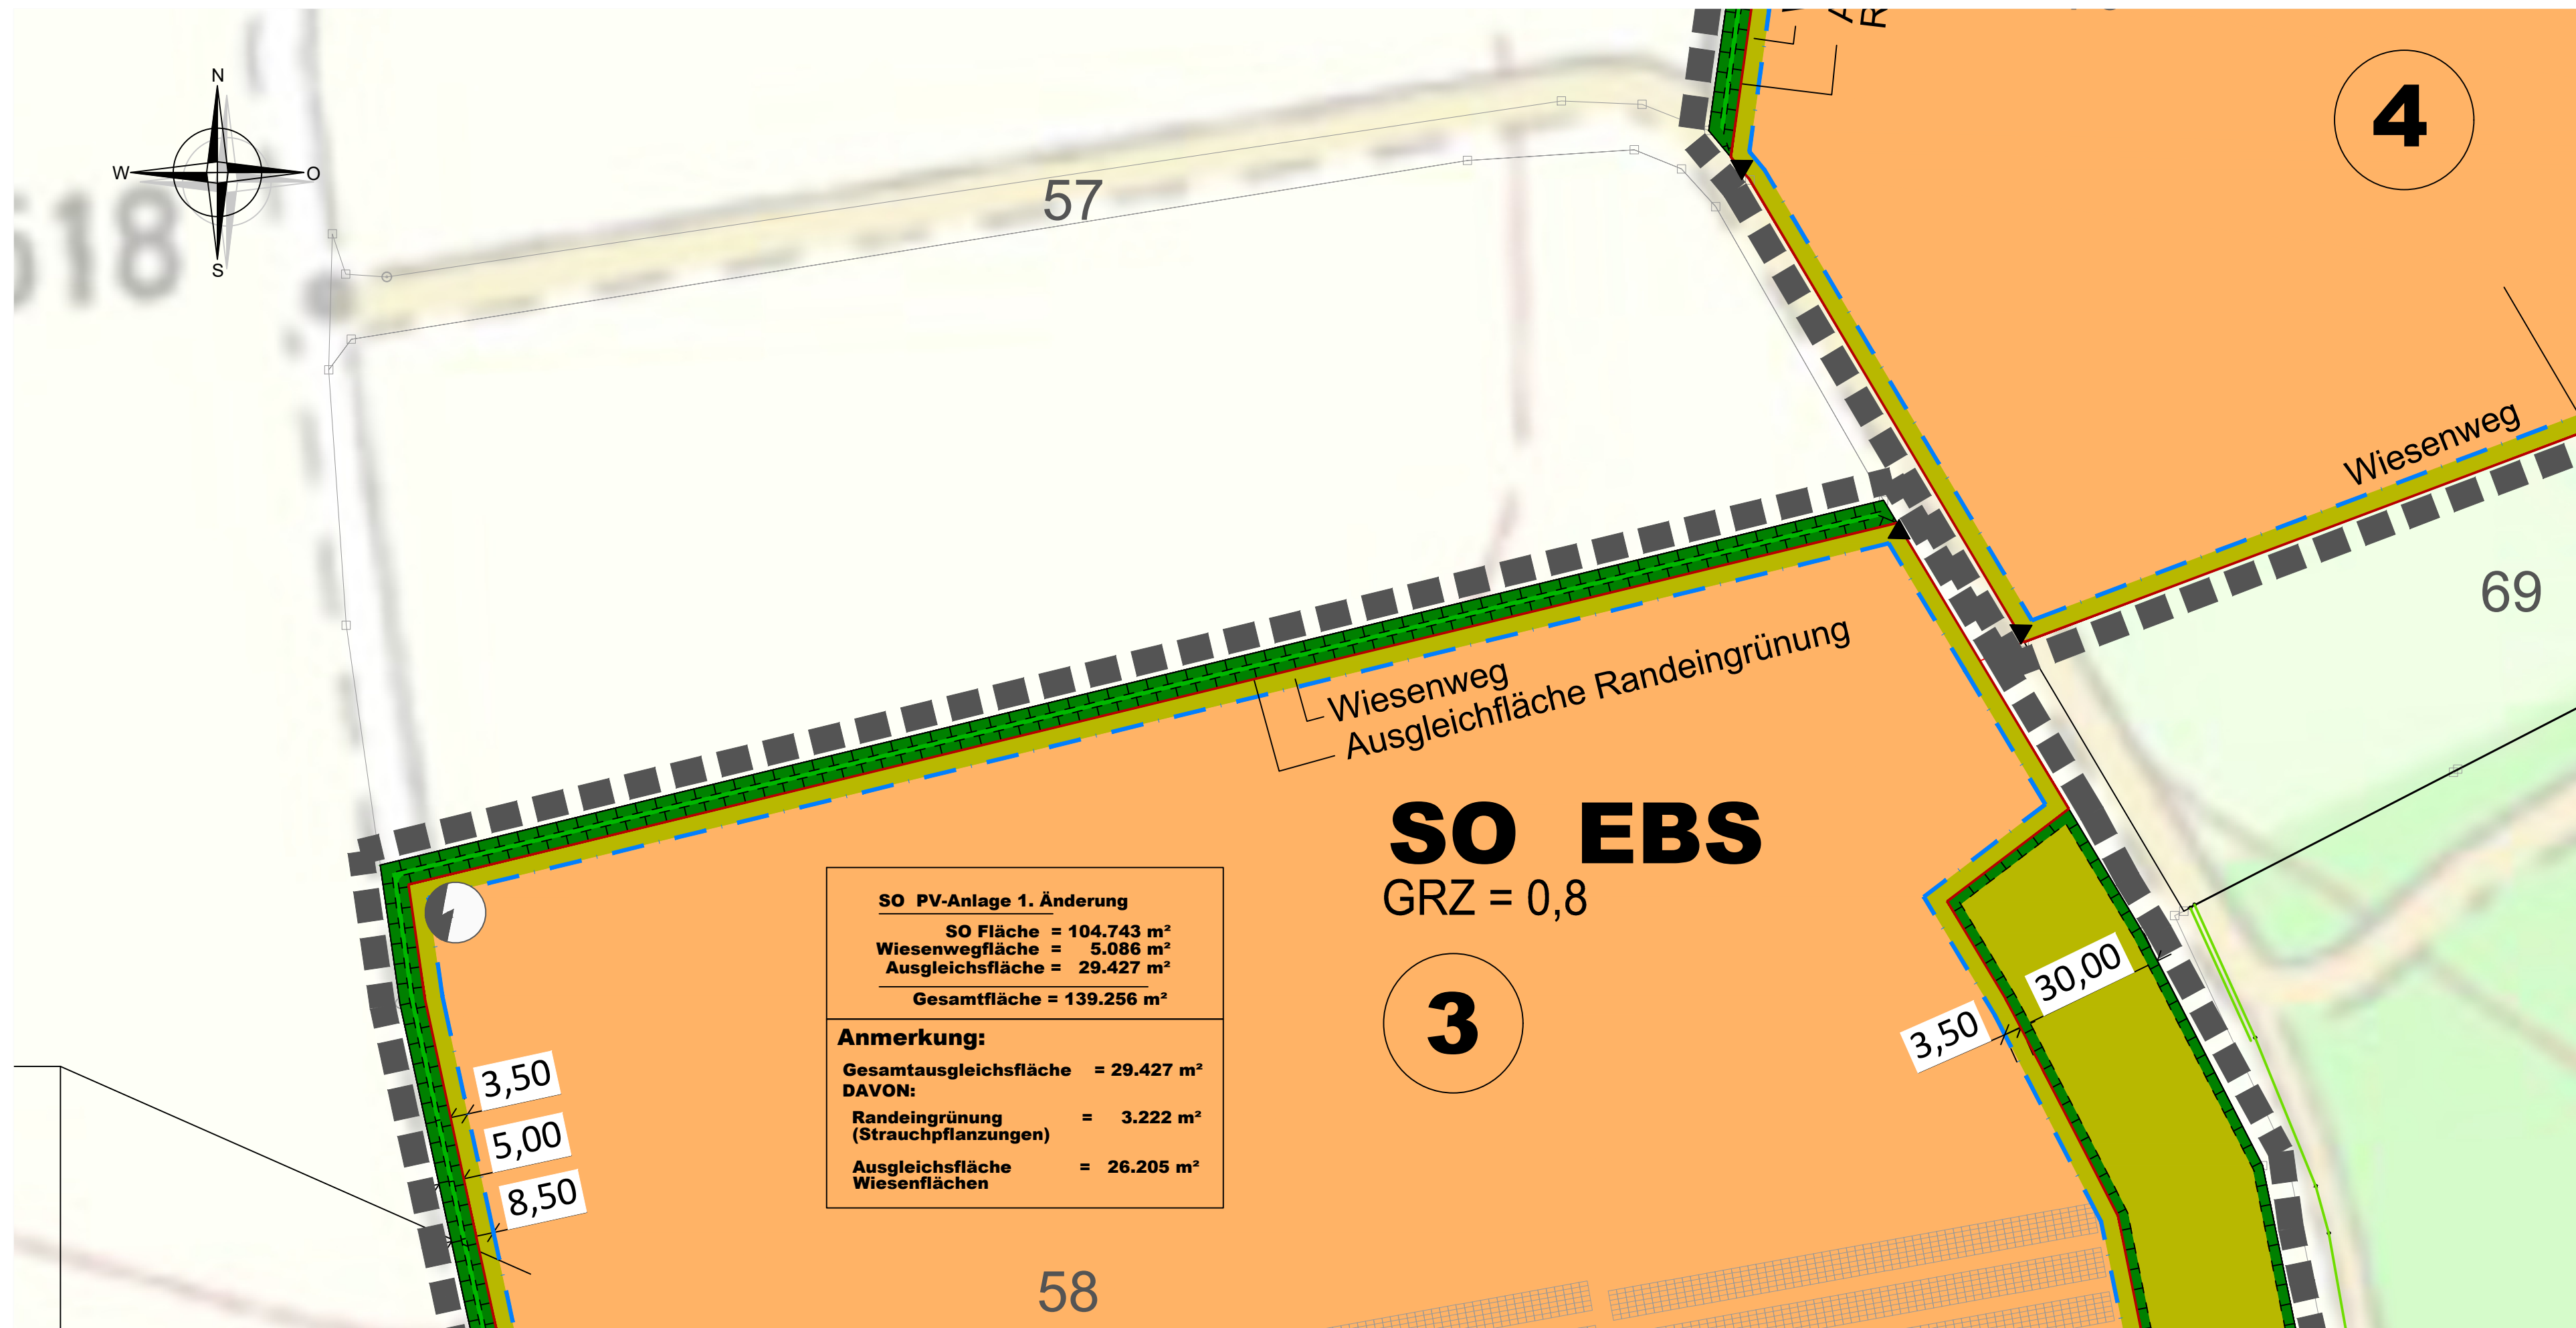 N
W
O
S
618
57
4
Wiesenweg
69
Wiesenweg
Ausgleichfläche Randeingrünung
SO EBS
GRZ = 0,8
3
SO PV-Anlage 1. Änderung
SO Fläche = 104.743 m²
Wiesenwegfläche = 5.086 m²
Ausgleichsfläche = 29.427 m²
Gesamtfläche = 139.256 m²
Anmerkung:
Gesamtausgleichsfläche = 29.427 m²
DAVON:
Randeingrünung = 3.222 m²
(Strauchpflanzungen)
Ausgleichsfläche = 26.205 m²
Wiesenflächen
30,00
3,50
3,50
5,00
8,50
58